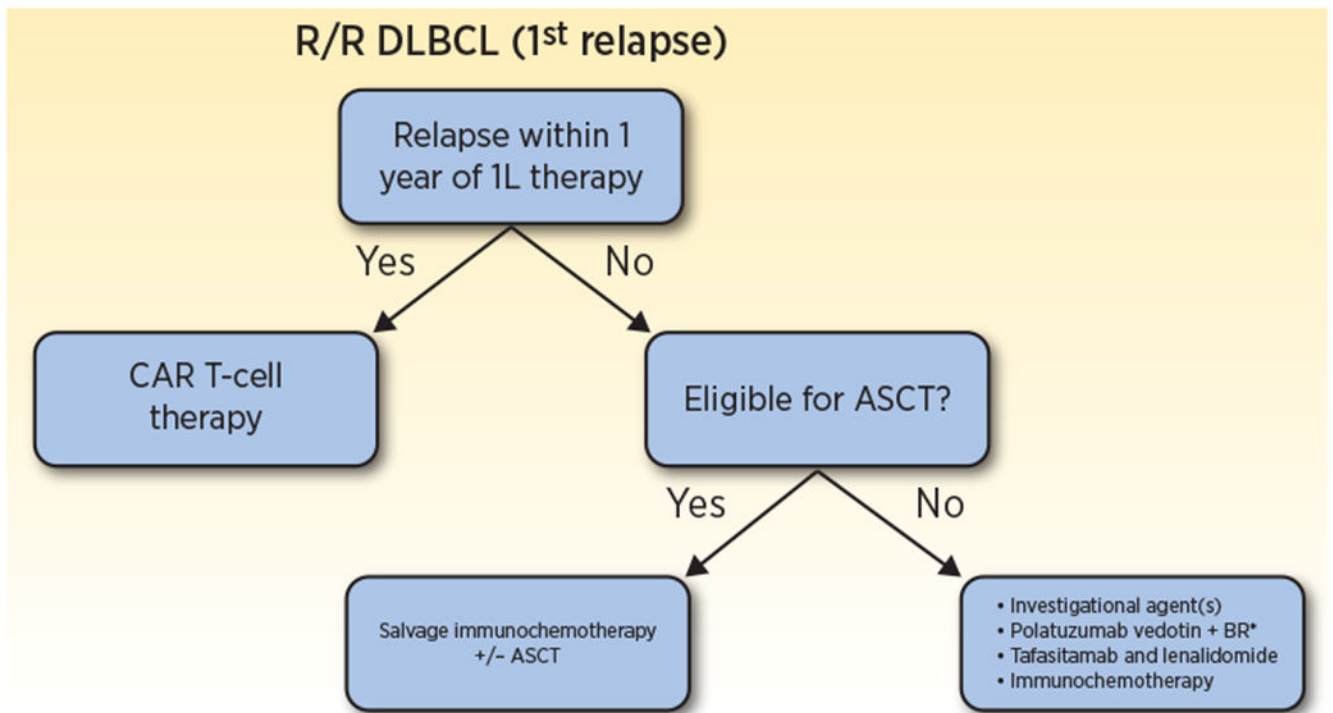 R/R DLBCL (1st relapse)
Relapse within 1
year of 1L therapy
Yes
No
CAR T-cell
therapy
Eligible for ASCT?
Yes
No
Salvage immunochemotherapy
+/– ASCT
• Investigational agent(s)
• Polatuzumab vedotin + BR*
• Tafasitamab and lenalidomide
• Immunochemotherapy